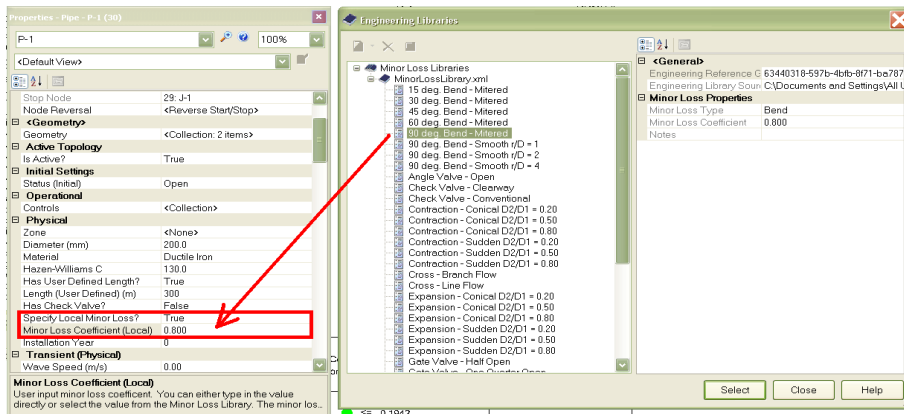 Properties - Pipe - P-1 (30)
P-1
100%
<Default View>
Stop Node 29: J-1
Node Reversal <Reverse Start/Stop>
<Geometry>
Geometry <Collection: 2 items>
Active Topology
Is Active? True
Initial Settings
Status (Initial) Open
Operational
Controls <Collection>
Physical
Zone <None>
Diameter (mm) 200.0
Material Ductile Iron
Hazen-Williams C 130.0
Has User Defined Length? True
Length (User Defined) (m) 300
Has Check Valve? False
Specify Local Minor Loss? True
Minor Loss Coefficient (Local) 0.800
Installation Year 0
Transient (Physical)
Wave Speed (m/s) 0.00
Minor Loss Coefficient (Local)
User input minor loss coefficent. You can either type in the value
directly or select the value from the Minor Loss Library. The minor los...
Engineering Libraries
Minor Loss Libraries
MinorLossLibrary.xml
15 deg. Bend - Mitered
30 deg. Bend - Mitered
45 deg. Bend - Mitered
60 deg. Bend - Mitered
90 deg. Bend - Mitered
90 deg. Bend - Smooth r/D = 1
90 deg. Bend - Smooth r/D = 2
90 deg. Bend - Smooth r/D = 4
Angle Valve - Open
Check Valve - Clearway
Check Valve - Conventional
Contraction - Conical D2/D1 = 0.20
Contraction - Conical D2/D1 = 0.50
Contraction - Conical D2/D1 = 0.80
Contraction - Sudden D2/D1 = 0.20
Contraction - Sudden D2/D1 = 0.50
Contraction - Sudden D2/D1 = 0.80
Cross - Branch Flow
Cross - Line Flow
Expansion - Conical D2/D1 = 0.20
Expansion - Conical D2/D1 = 0.50
Expansion - Conical D2/D1 = 0.80
Expansion - Sudden D2/D1 = 0.20
Expansion - Sudden D2/D1 = 0.50
Expansion - Sudden D2/D1 = 0.80
Gate Valve - Half Open
Gate Valve - One Quarter Open
<General>
Engineering Reference G 63440318-597b-4bfb-8f71-ba787
Engineering Library Sour C:\Documents and Settings\All U
Minor Loss Properties
Minor Loss Type Bend
Minor Loss Coefficient 0.800
Notes
Select
Close
Help
<= 0.1942